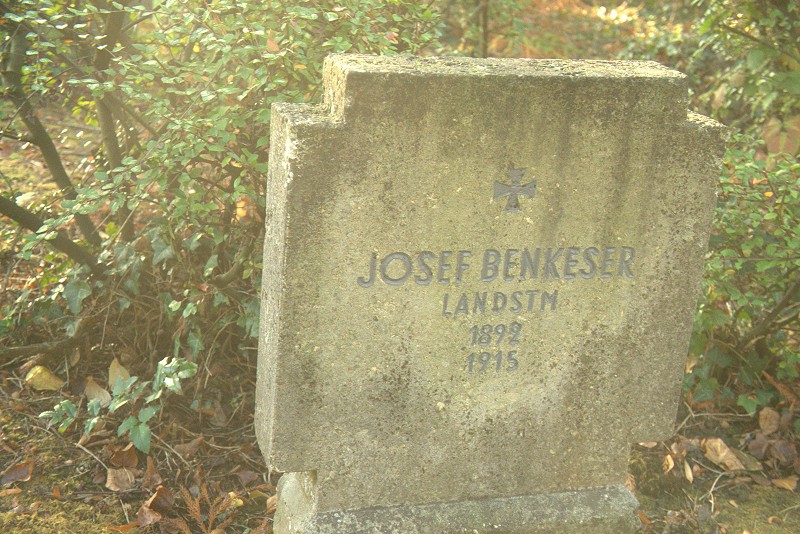 JOSEF BENKESER
LANDSTM
1892
1915